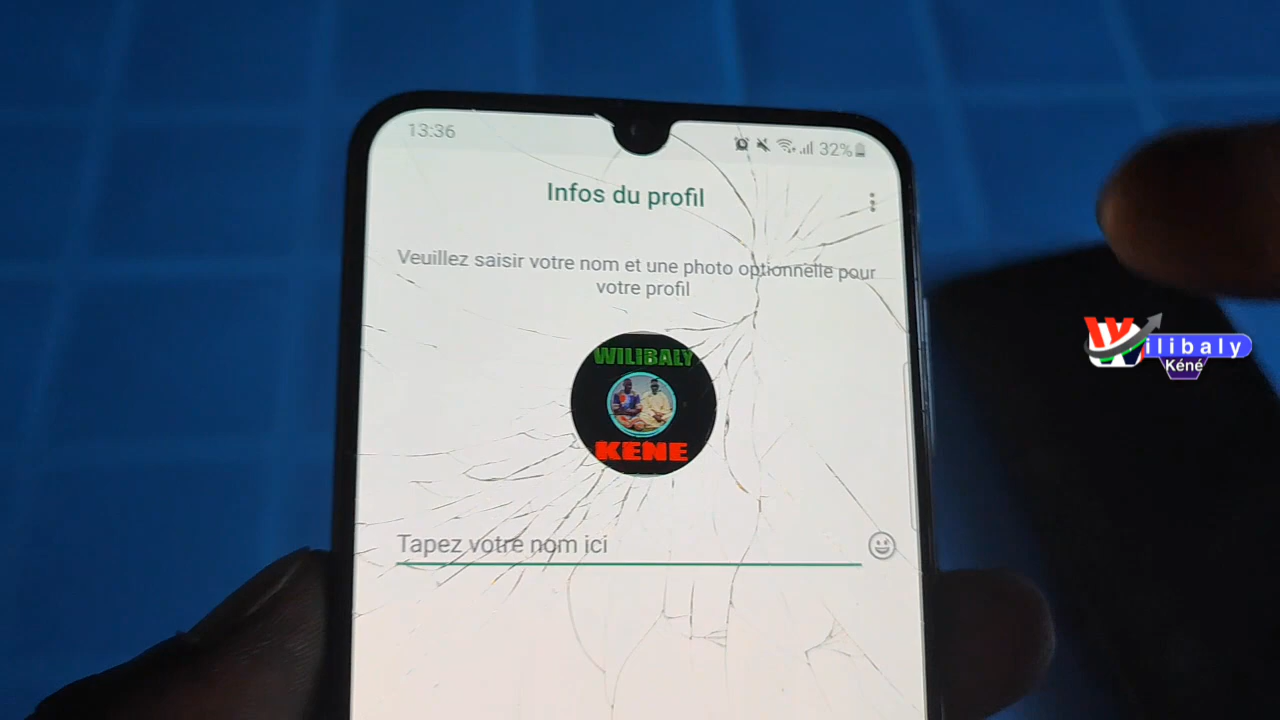 13:36
32%
Infos du profil
Veuillez saisir votre nom et une photo optionnelle pour
votre profil
WILIBALY
KENE
Tapez votre nom ici
Wilibaly
Kéné